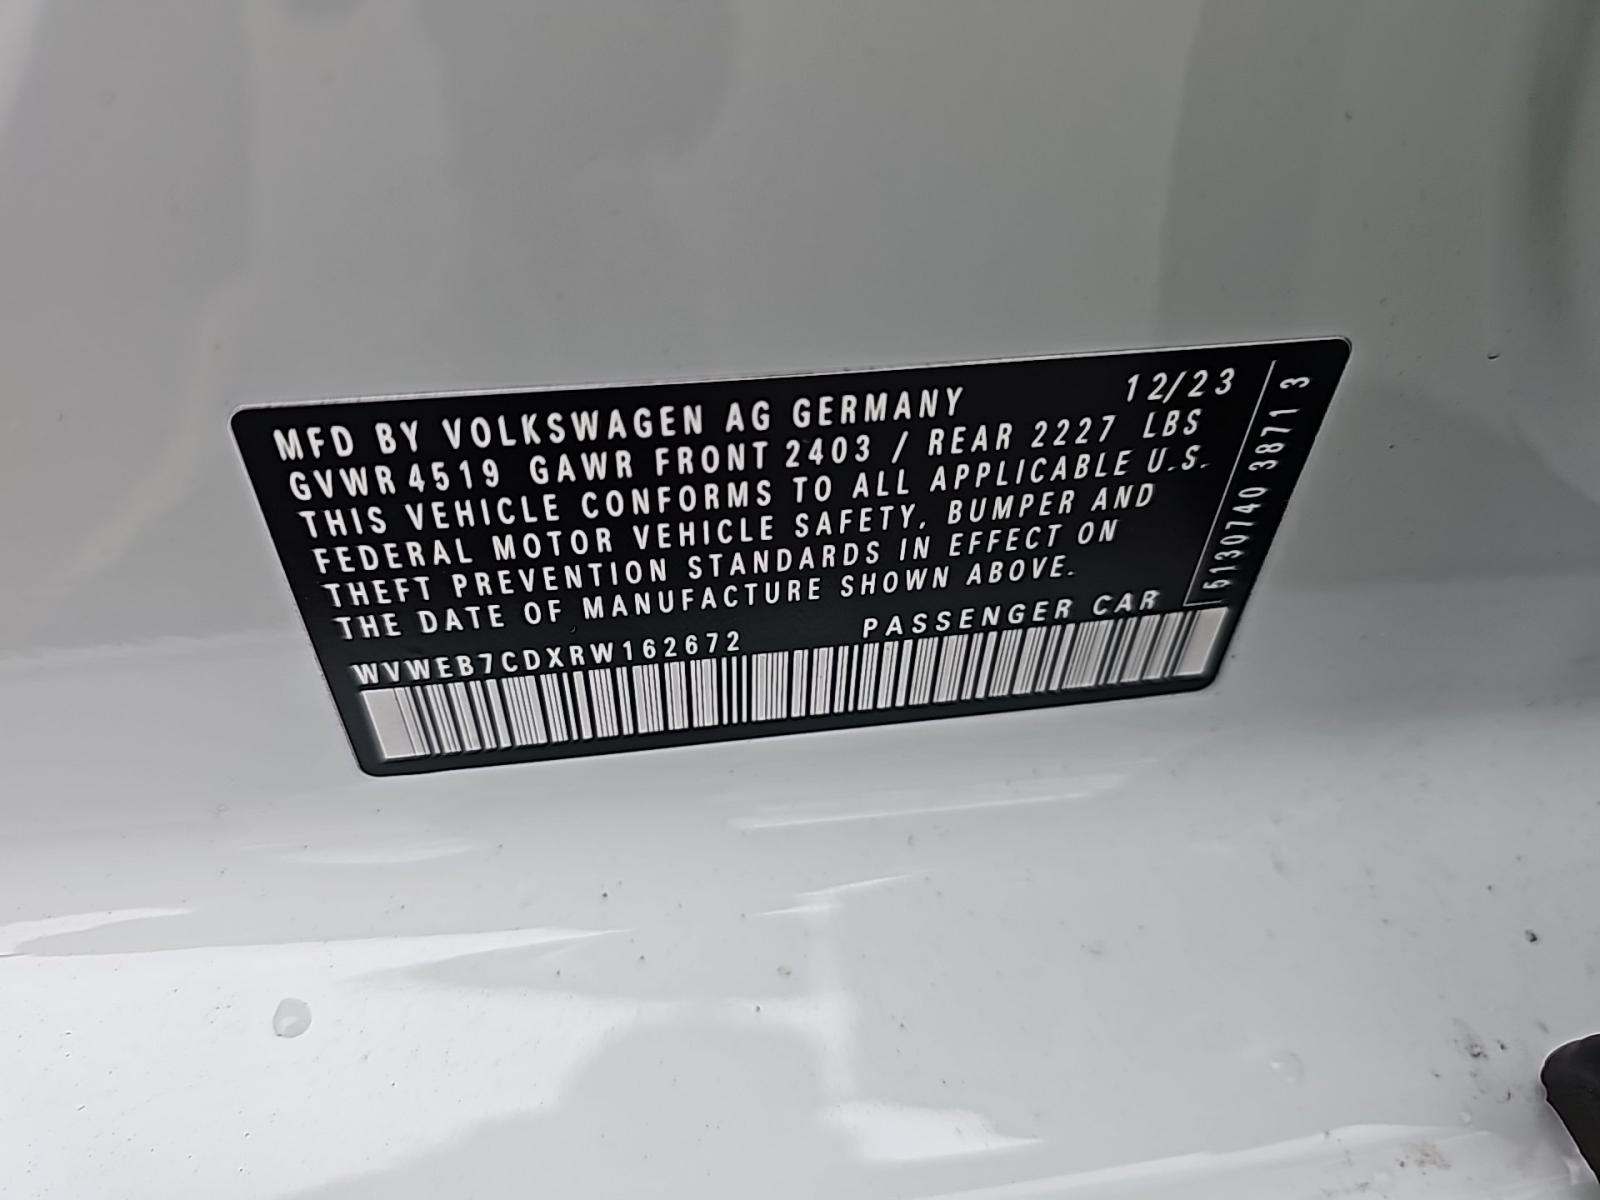 MFD BY VOLKSWAGEN AG GERMANY 12/23
GVWR 4519 GAWR FRONT 2403 / REAR 2227 LBS
THIS VEHICLE CONFORMS TO ALL APPLICABLE U.S.
FEDERAL MOTOR VEHICLE SAFETY, BUMPER AND
THEFT PREVENTION STANDARDS IN EFFECT ON
THE DATE OF MANUFACTURE SHOWN ABOVE.
WVWEB7CDXRW162672 PASSENGER CAR
5130740 3871 3